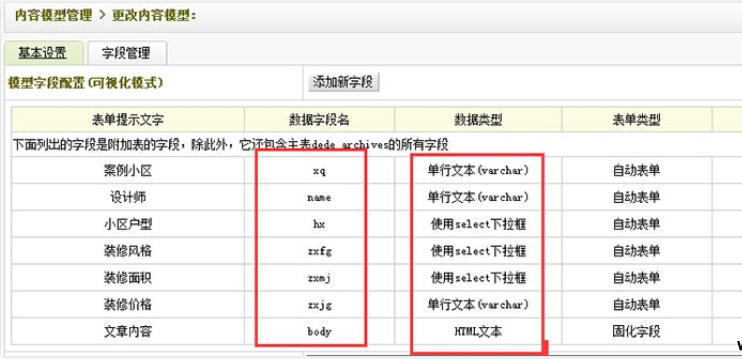 内容模型管理 > 更改内容模型:
基本设置 字段管理
模型字段配置(可视化模式) 添加新字段
表单提示文字 数据字段名 数据类型 表单类型
下面列出的字段是附加表的字段，除此外，它还包含主表dede_archives的所有字段
案例小区 xq 单行文本(varchar) 自动表单
设计师 name 单行文本(varchar) 自动表单
小区户型 hx 使用select下拉框 自动表单
装修风格 zxfg 使用select下拉框 自动表单
装修面积 zxmj 使用select下拉框 自动表单
装修价格 zxjg 单行文本(varchar) 自动表单
文章内容 body HTML文本 固化字段